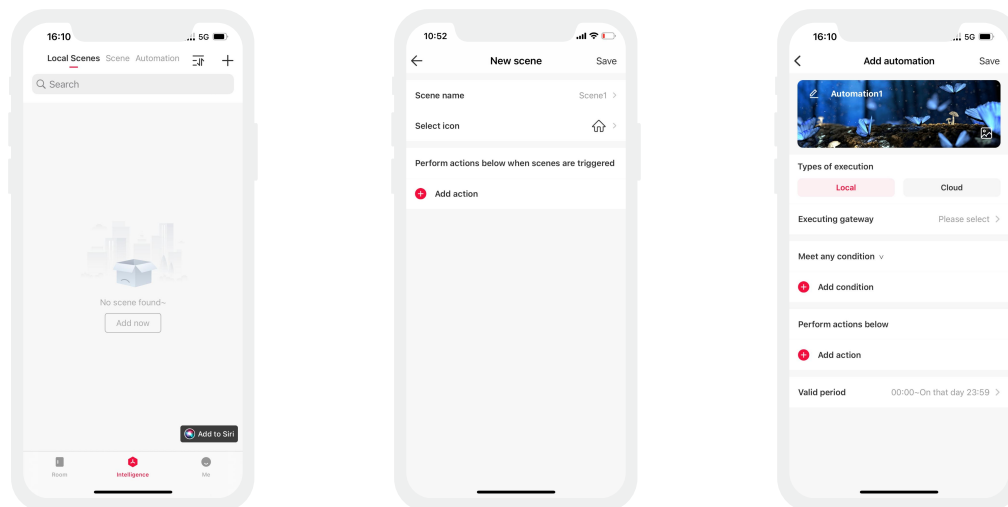 16:10
5G
Local Scenes Scene Automation
Search
No scene found~
Add now
Add to Siri
Room Intelligence Me
10:52
New scene Save
Scene name Scene1 >
Select icon >
Perform actions below when scenes are triggered
Add action
16:10
5G
Add automation Save
Automation1
Types of execution
Local Cloud
Executing gateway Please select >
Meet any condition v
Add condition
Perform actions below
Add action
Valid period 00:00~On that day 23:59 >